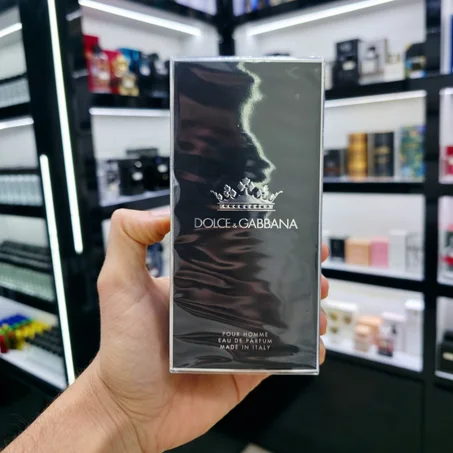 DOLCE & GABBANA
POUR HOMME
EAU DE PARFUM
MADE IN ITALY